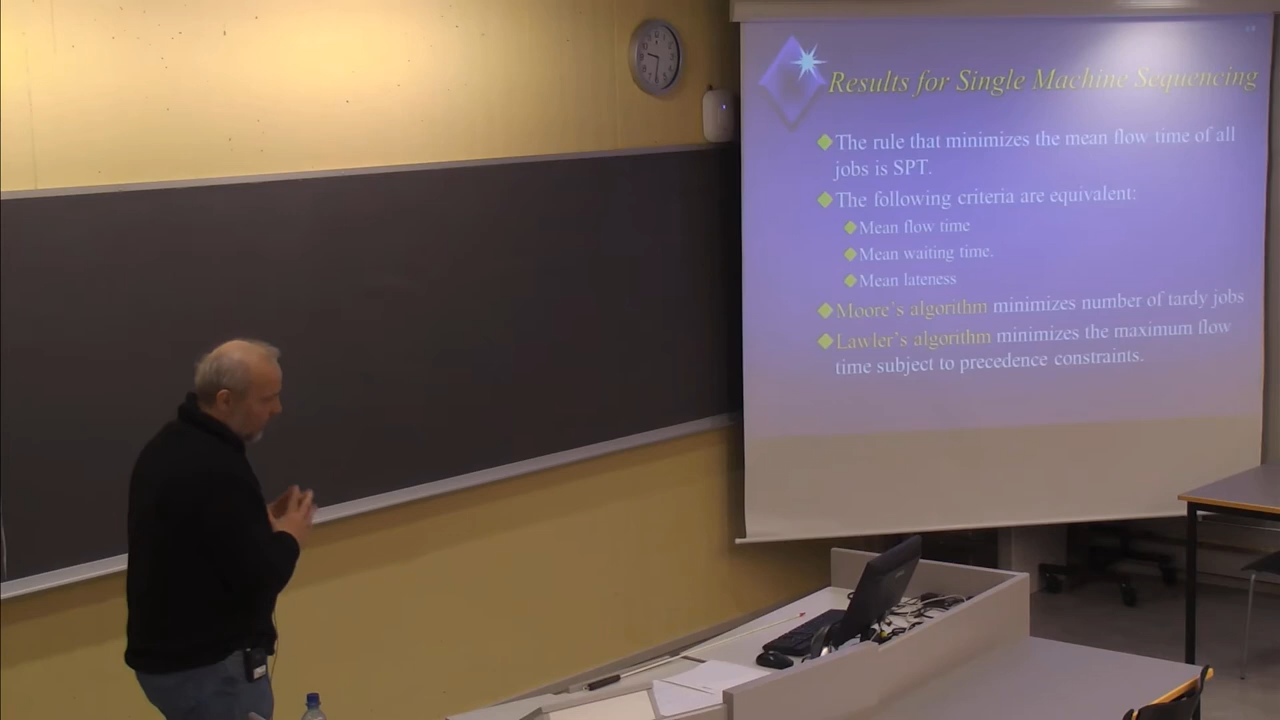 Results for Single Machine Sequencing
The rule that minimizes the mean flow time of all
jobs is SPT.
The following criteria are equivalent:
Mean flow time
Mean waiting time.
Mean lateness
Moore's algorithm minimizes number of tardy jobs
Lawler's algorithm minimizes the maximum flow
time subject to precedence constraints.